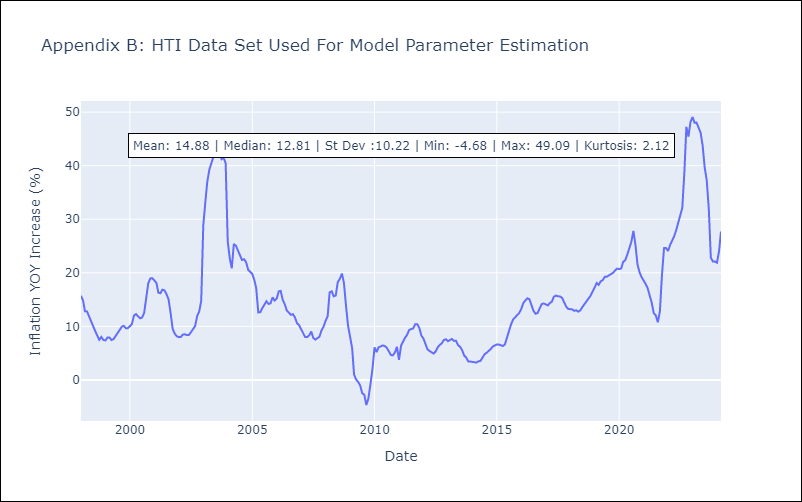 Appendix B: HTI Data Set Used For Model Parameter Estimation
50
Mean: 14.88 | Median: 12.81 | St Dev :10.22 | Min: -4.68 | Max: 49.09 | Kurtosis: 2.12
40
30
20
10
0
Inflation YOY Increase (%)
2000 2005 2010 2015 2020
Date